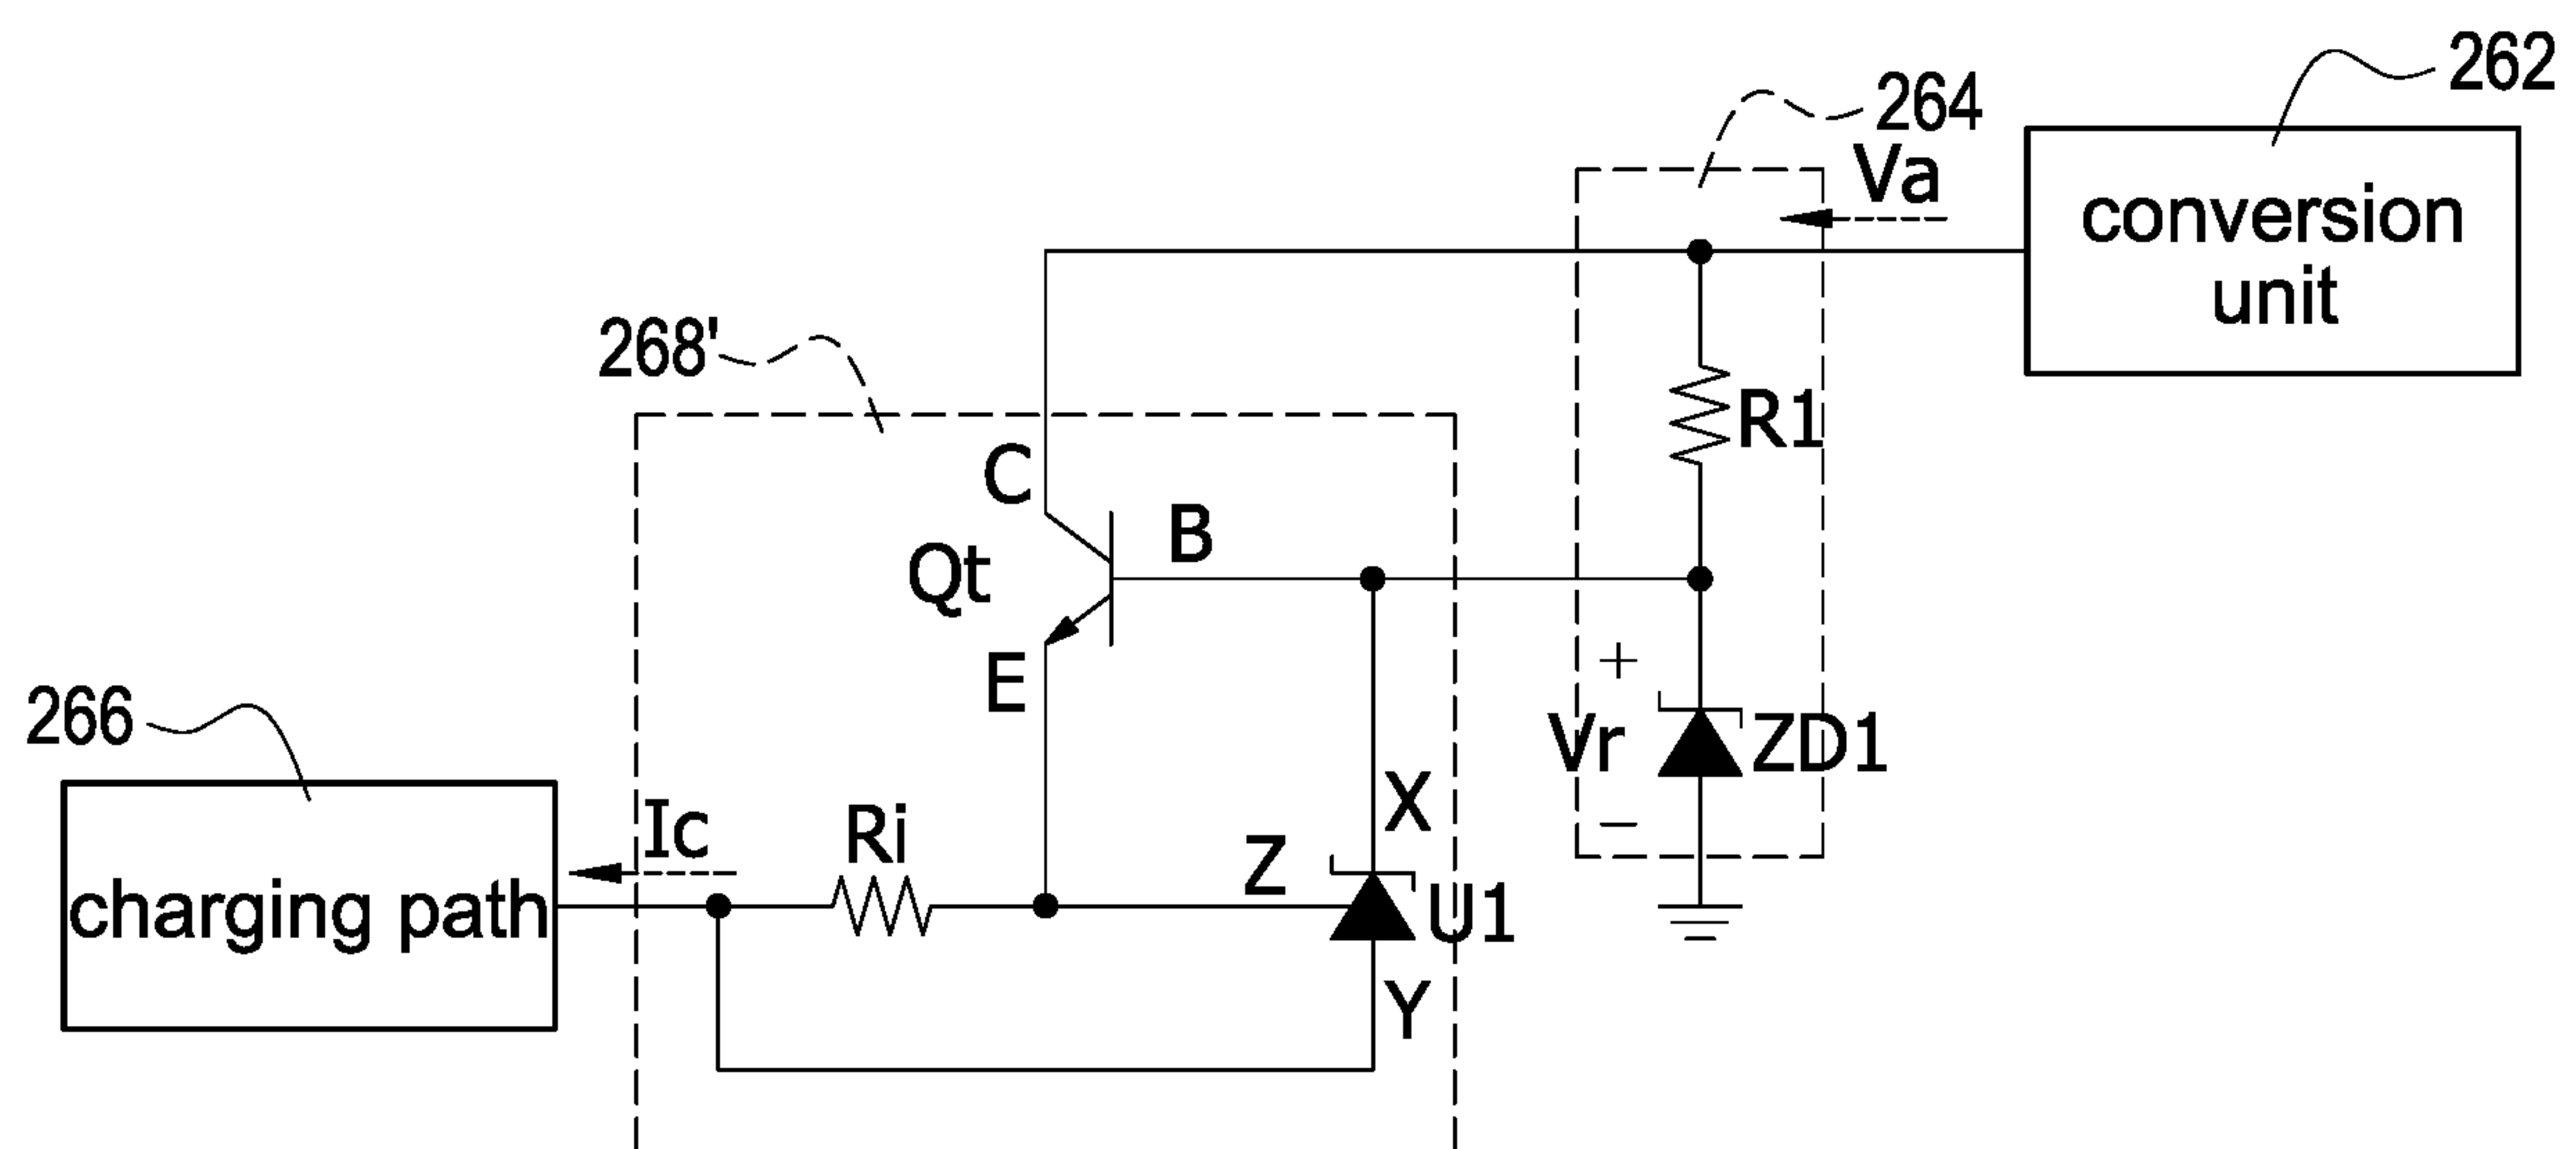 262
264
Va
conversion
unit
268'
R1
C
B
Qt
E
+
266
Vr
ZD1
X
Ic
Ri
−
Z
charging path
U1
Y